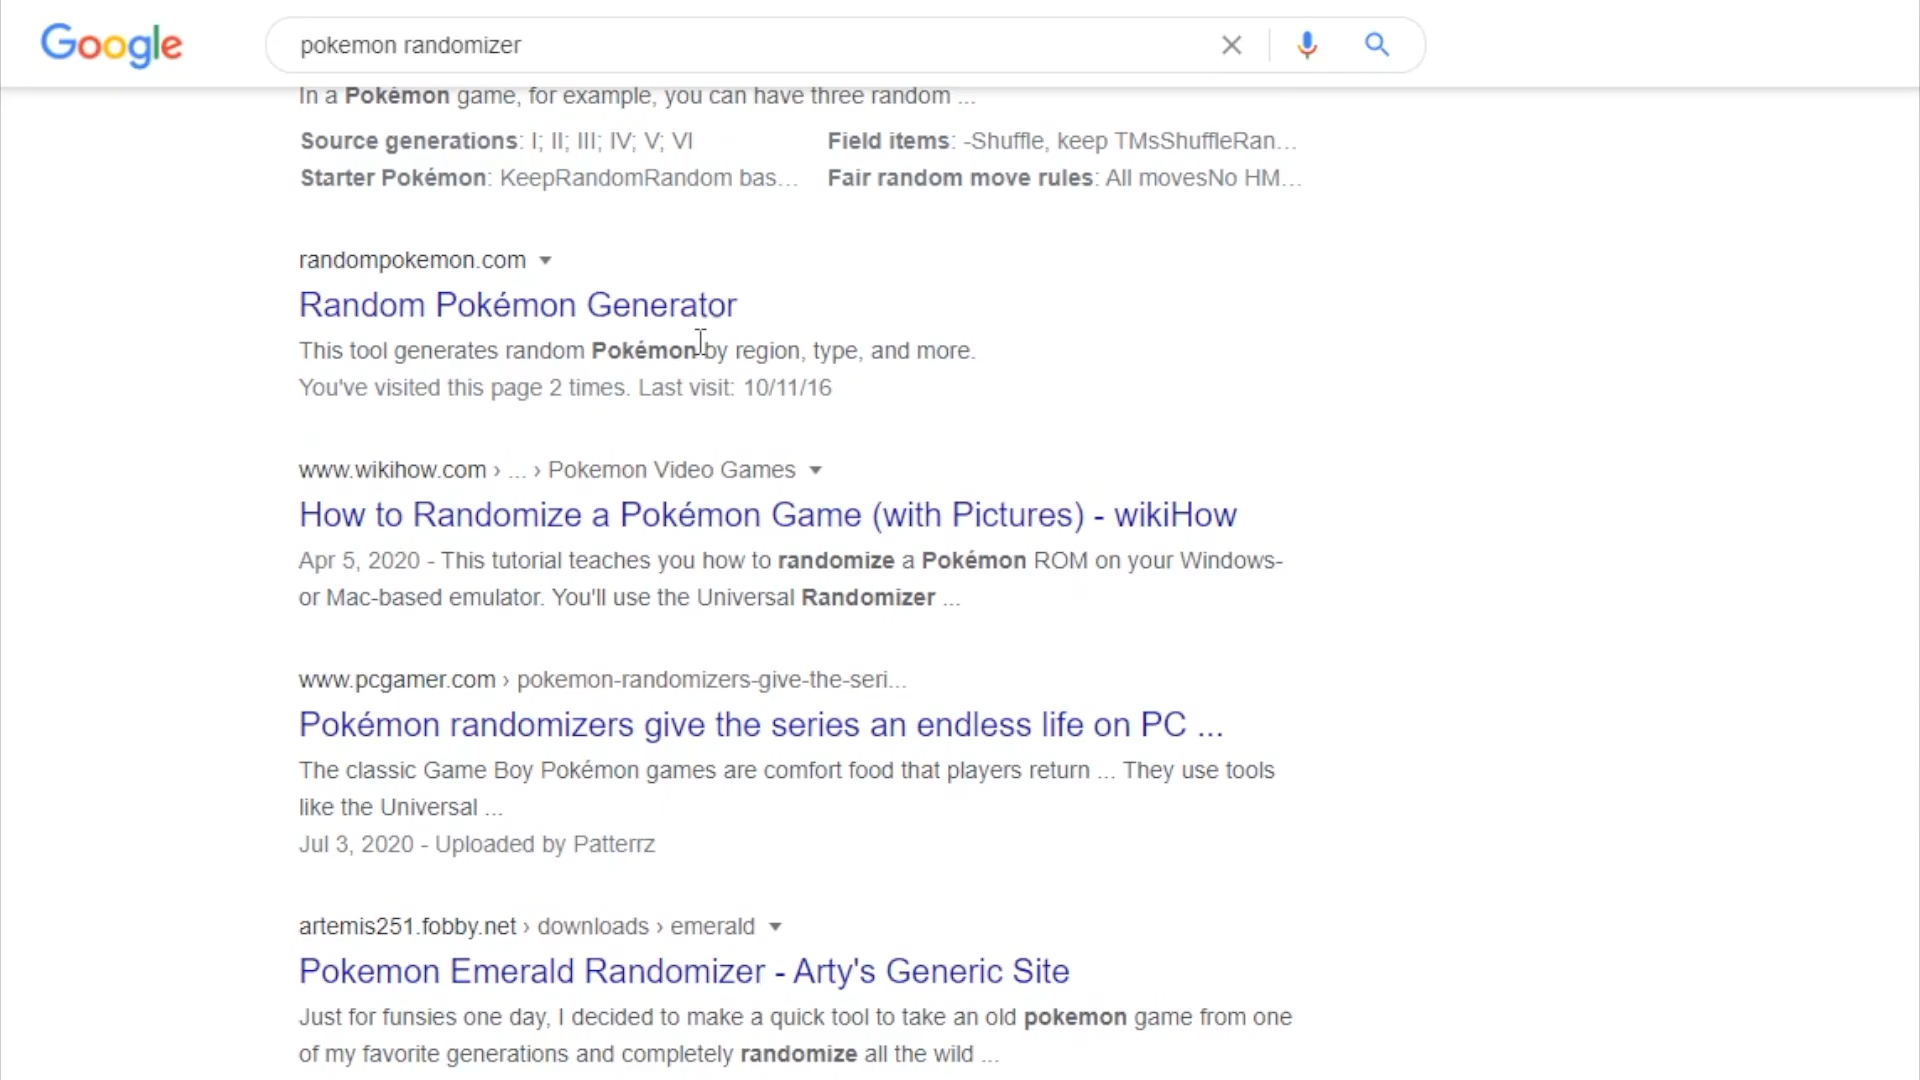 Google
pokemon randomizer
In a Pokémon game, for example, you can have three random ...
Source generations: I; II; III; IV; V; VI
Field items: -Shuffle, keep TMsShuffleRan...
Starter Pokémon: KeepRandomRandom bas...
Fair random move rules: All movesNo HM...
randompokemon.com
Random Pokémon Generator
This tool generates random Pokémon by region, type, and more.
You've visited this page 2 times. Last visit: 10/11/16
www.wikihow.com › ... › Pokemon Video Games
How to Randomize a Pokémon Game (with Pictures) - wikiHow
Apr 5, 2020 - This tutorial teaches you how to randomize a Pokémon ROM on your Windows-
or Mac-based emulator. You'll use the Universal Randomizer ...
www.pcgamer.com › pokemon-randomizers-give-the-seri...
Pokémon randomizers give the series an endless life on PC ...
The classic Game Boy Pokémon games are comfort food that players return ... They use tools
like the Universal ...
Jul 3, 2020 - Uploaded by Patterrz
artemis251.fobby.net › downloads › emerald
Pokemon Emerald Randomizer - Arty's Generic Site
Just for funsies one day, I decided to make a quick tool to take an old pokemon game from one
of my favorite generations and completely randomize all the wild ...